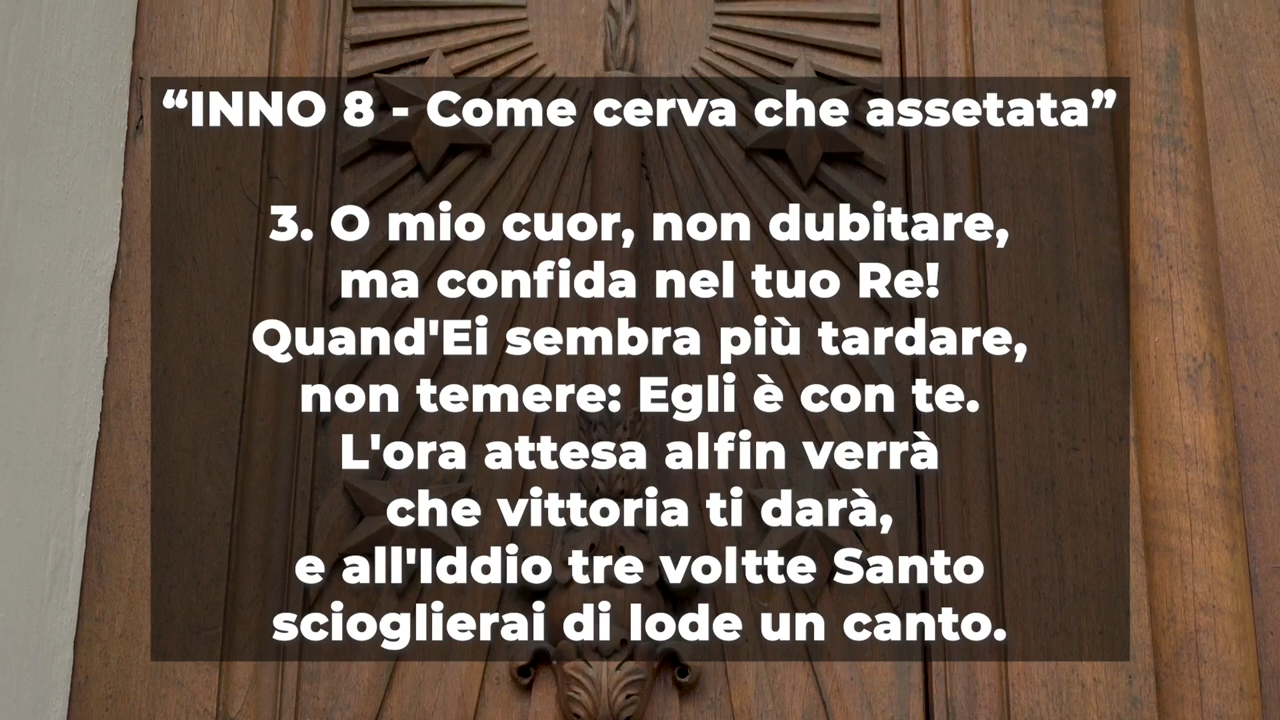 “INNO 8 - Come cerva che assetata”
3. O mio cuor, non dubitare,
ma confida nel tuo Re!
Quand'Ei sembra più tardare,
non temere: Egli è con te.
L'ora attesa alfin verrà
che vittoria ti darà,
e all'Iddio tre voltte Santo
scioglierai di lode un canto.